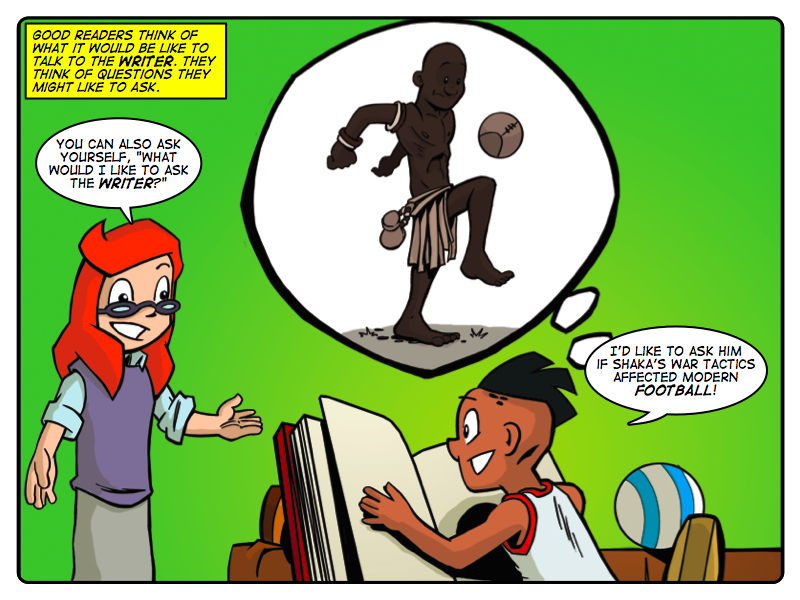 GOOD READERS THINK OF
WHAT IT WOULD BE LIKE TO
TALK TO THE WRITER. THEY
THINK OF QUESTIONS THEY
MIGHT LIKE TO ASK.
YOU CAN ALSO ASK
YOURSELF, "WHAT
WOULD I LIKE TO ASK
THE WRITER?"
I'D LIKE TO ASK HIM
IF SHAKA'S WAR TACTICS
AFFECTED MODERN
FOOTBALL!